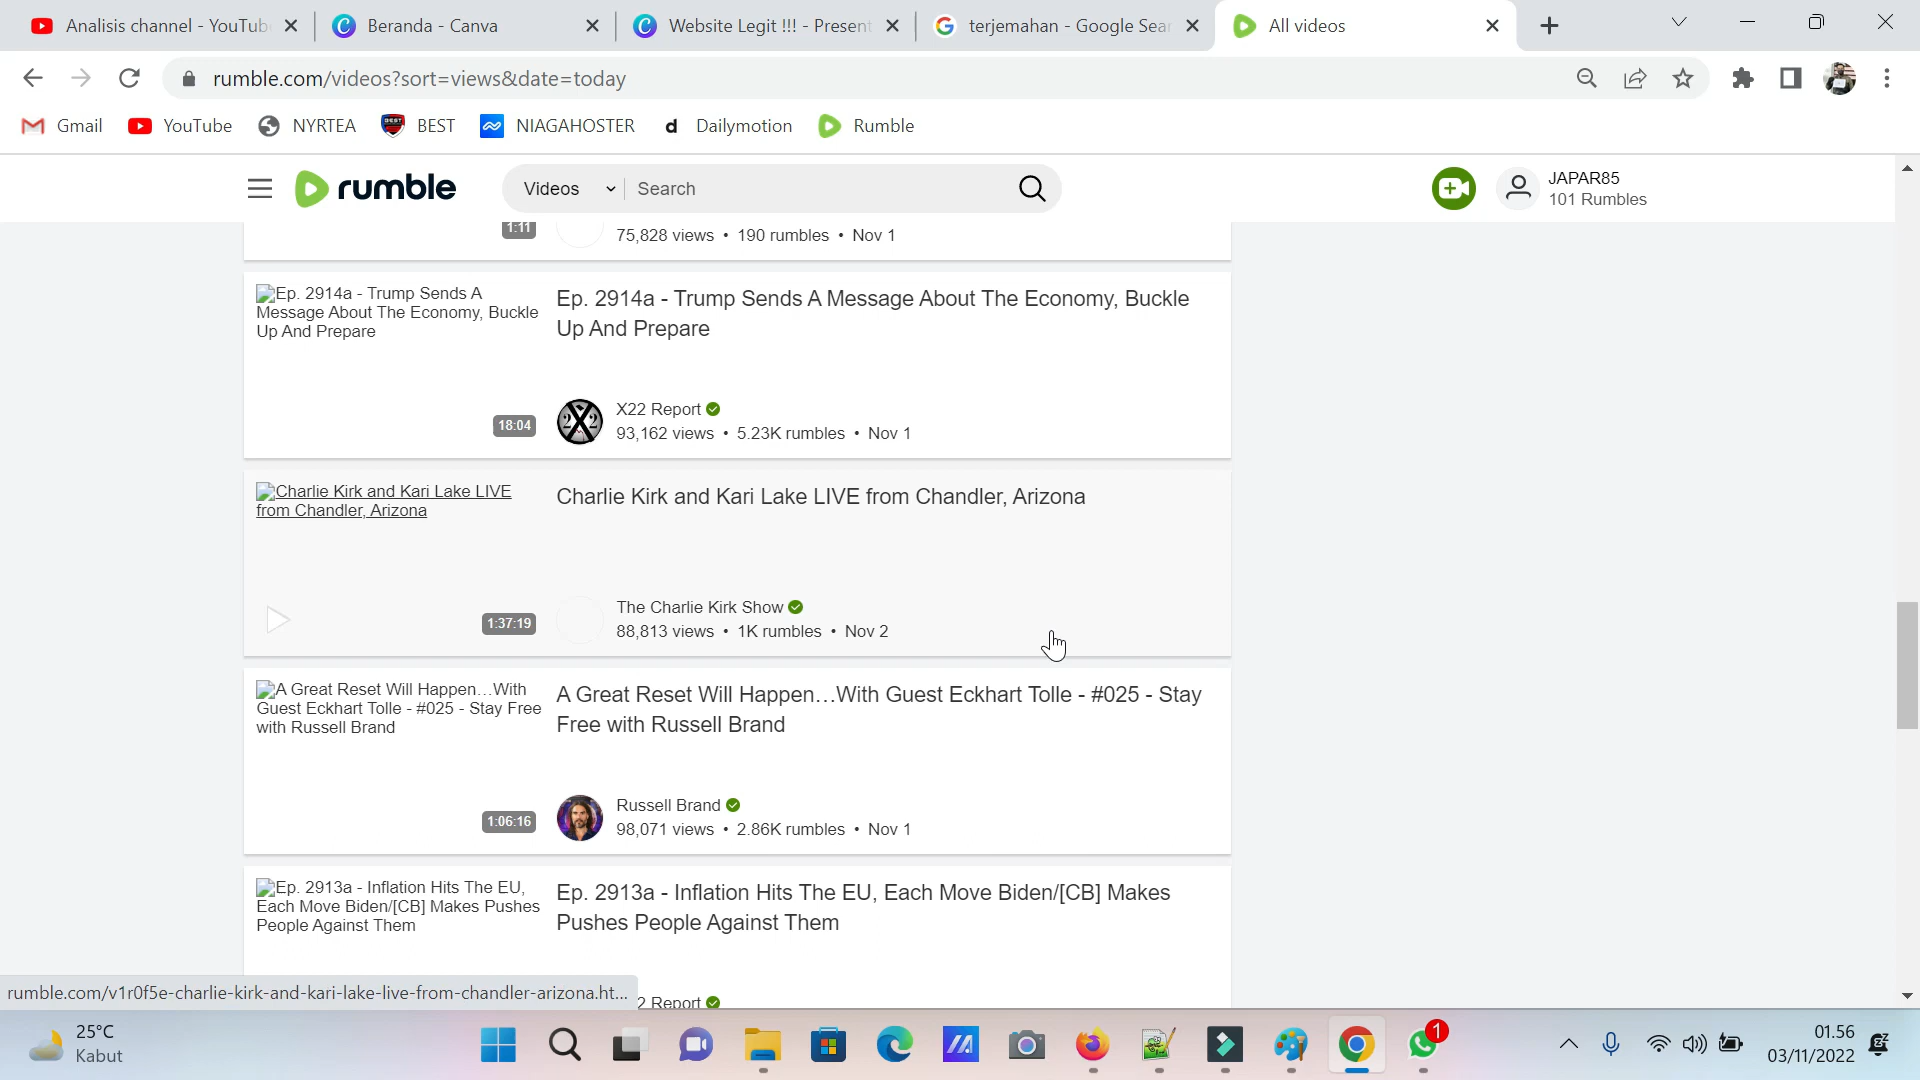 Analisis channel - YouTub
Beranda - Canva
Website Legit !!! - Present
terjemahan - Google Sear
All videos
rumble.com/videos?sort=views&date=today
Gmail
YouTube
NYRTEA
BEST
NIAGAHOSTER
d Dailymotion
Rumble
rumble
Videos
Search
JAPAR85
101 Rumbles
1:11
75,828 views • 190 rumbles • Nov 1
Ep. 2914a - Trump Sends A
Message About The Economy, Buckle
Up And Prepare
18:04
Ep. 2914a - Trump Sends A Message About The Economy, Buckle
Up And Prepare
X22 Report
93,162 views • 5.23K rumbles • Nov 1
Charlie Kirk and Kari Lake LIVE
from Chandler, Arizona
1:37:19
Charlie Kirk and Kari Lake LIVE from Chandler, Arizona
The Charlie Kirk Show
88,813 views • 1K rumbles • Nov 2
A Great Reset Will Happen…With
Guest Eckhart Tolle - #025 - Stay Free
with Russell Brand
1:06:16
A Great Reset Will Happen…With Guest Eckhart Tolle - #025 - Stay
Free with Russell Brand
Russell Brand
98,071 views • 2.86K rumbles • Nov 1
Ep. 2913a - Inflation Hits The EU,
Each Move Biden/[CB] Makes Pushes
People Against Them
Ep. 2913a - Inflation Hits The EU, Each Move Biden/[CB] Makes
Pushes People Against Them
2 Report
rumble.com/v1r0f5e-charlie-kirk-and-kari-lake-live-from-chandler-arizona.ht...
25°C
Kabut
1
01.56
03/11/2022